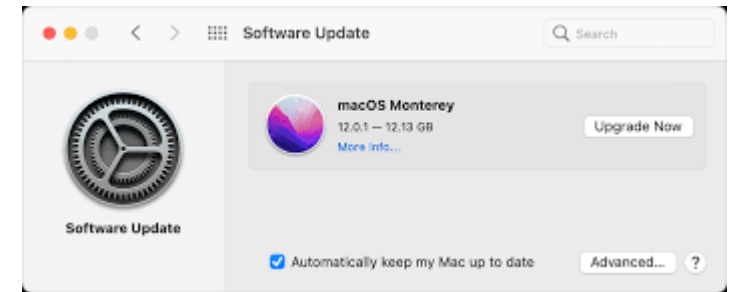 Software Update
Search
macOS Monterey
12.0.1 — 12.13 GB
More info...
Upgrade Now
Software Update
Automatically keep my Mac up to date
Advanced...
?